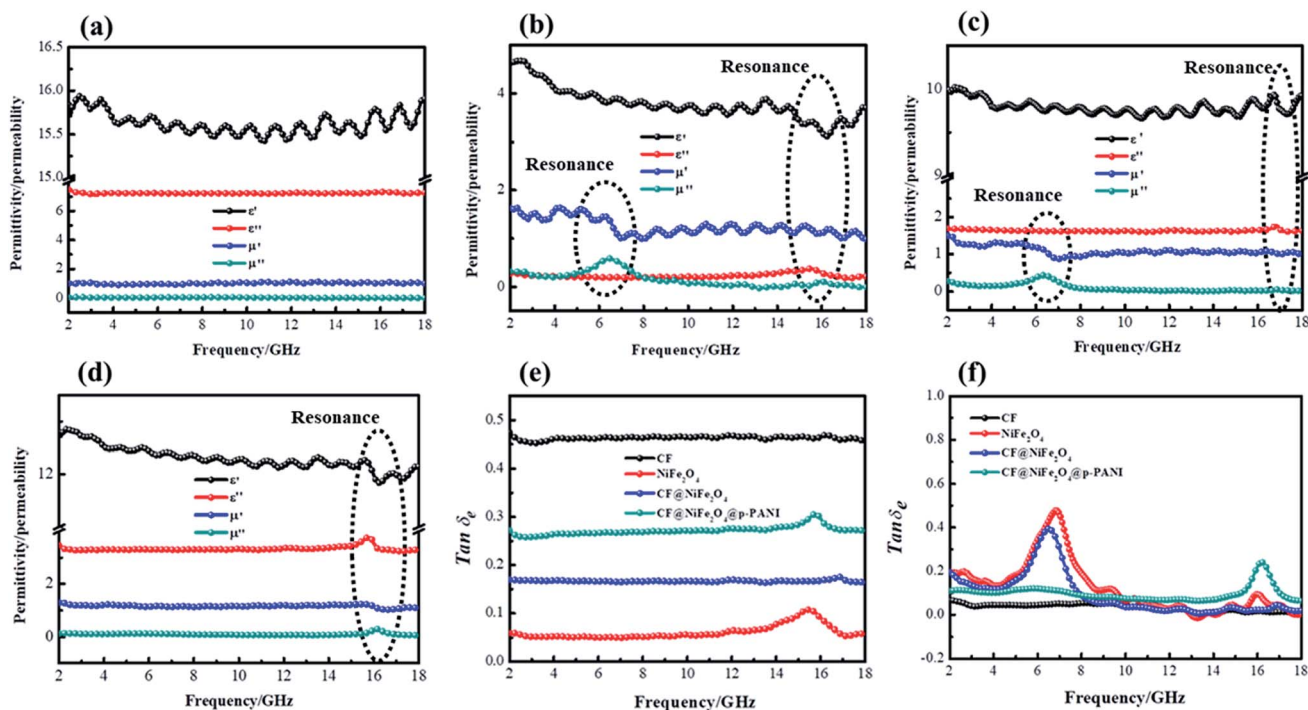 (a)
16.5
16.0
15.5
15.0
6
4
2
0
Permittivity/permeability
ε'
ε''
μ'
μ''
2 4 6 8 10 12 14 16 18
Frequency/GHz
(b)
Resonance
Resonance
4
2
0
Permittivity/permeability
ε'
ε''
μ'
μ''
2 4 6 8 10 12 14 16 18
Frequency/GHz
(c)
Resonance
Resonance
10
9
2
1
0
Permittivity/permeability
ε'
ε''
μ'
μ''
2 4 6 8 10 12 14 16 18
Frequency/GHz
(d)
Resonance
12
2
0
Permittivity/permeability
ε'
ε''
μ'
μ''
2 4 6 8 10 12 14 16 18
Frequency/GHz
(e)
0.5
0.4
0.3
0.2
0.1
0.0
Tan δe
CF
NiFe2O4
CF@NiFe2O4
CF@NiFe2O4@p-PANI
2 4 6 8 10 12 14 16 18
Frequency/GHz
(f)
1.0
0.8
0.6
0.4
0.2
0.0
-0.2
Tanδe
CF
NiFe2O4
CF@NiFe2O4
CF@NiFe2O4@p-PANI
2 4 6 8 10 12 14 16 18
Frequency/GHz